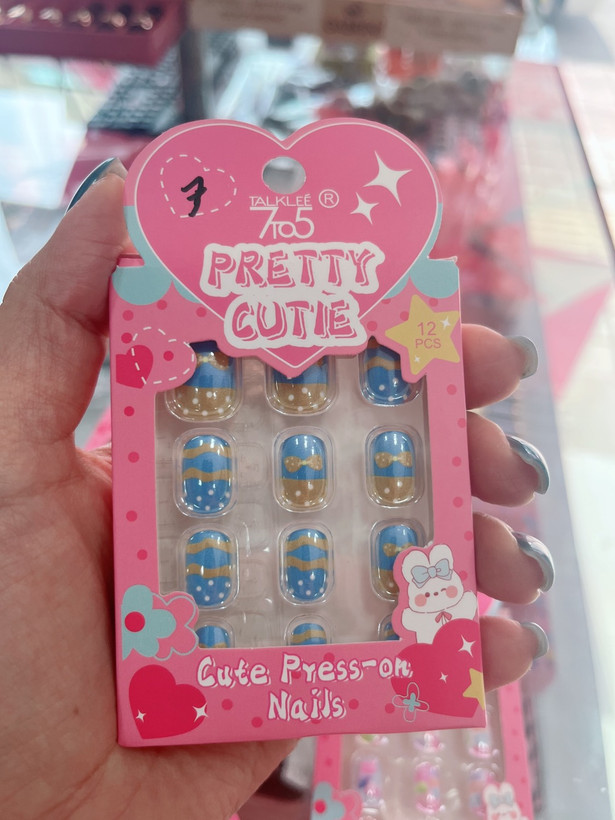 7
TALKLEE ®
7TO5
PRETTY
CUTIE
12
PCS
Cute Press-on
Nails